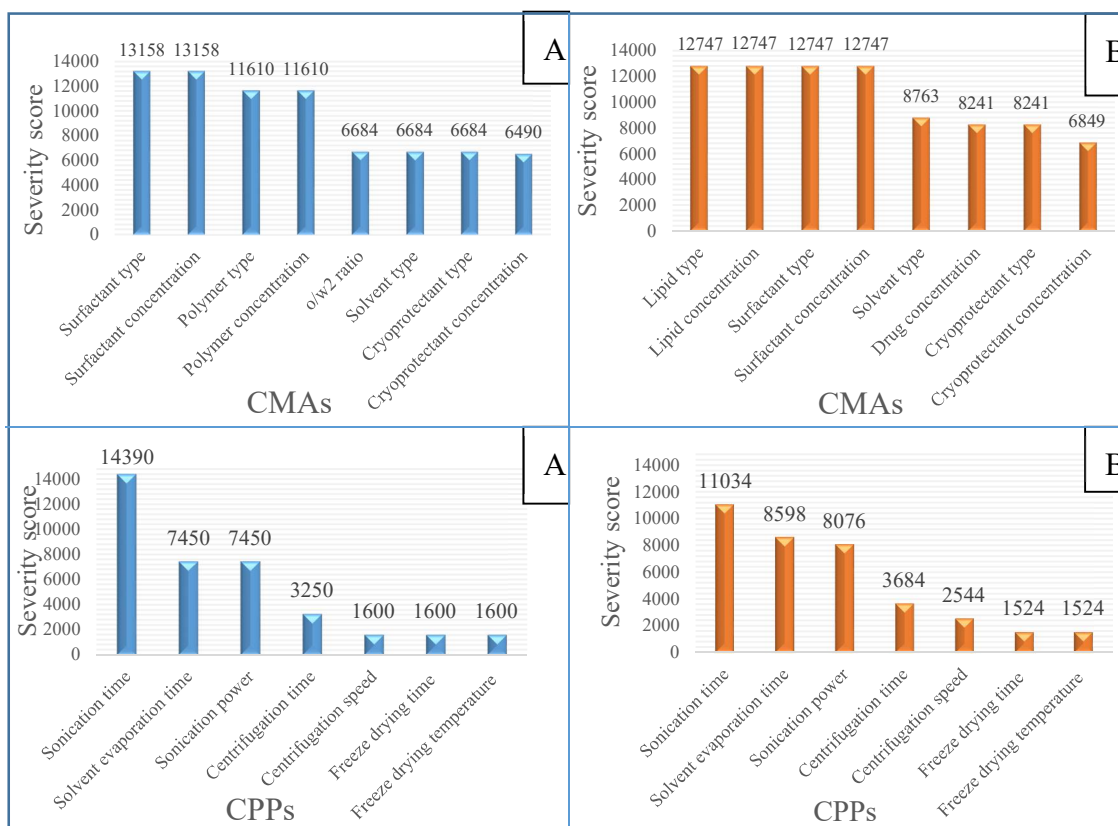 A
13158 13158
11610 11610
6684 6684 6684 6490
14000
12000
10000
8000
6000
4000
2000
0
Severity score
Surfactant type
Surfactant concentration
Polymer type
Polymer concentration
o/w2 ratio
Solvent type
Cryoprotectant type
Cryoprotectant concentration
CMAs
B
12747 12747 12747 12747
8763 8241 8241
6849
14000
12000
10000
8000
6000
4000
2000
0
Severity score
Lipid type
Lipid concentration
Surfactant type
Surfactant concentration
Solvent type
Drug concentration
Cryoprotectant type
Cryoprotectant concentration
CMAs
A
14390
7450 7450
3250
1600 1600 1600
14000
12000
10000
8000
6000
4000
2000
0
Severity score
Sonication time
Solvent evaporation time
Sonication power
Centrifugation time
Centrifugation speed
Freeze drying time
Freeze drying temperature
CPPs
B
11034
8598 8076
3684
2544
1524 1524
14000
12000
10000
8000
6000
4000
2000
0
Severity score
Sonication time
Solvent evaporation time
Sonication power
Centrifugation time
Centrifugation speed
Freeze drying time
Freeze drying temperature
CPPs